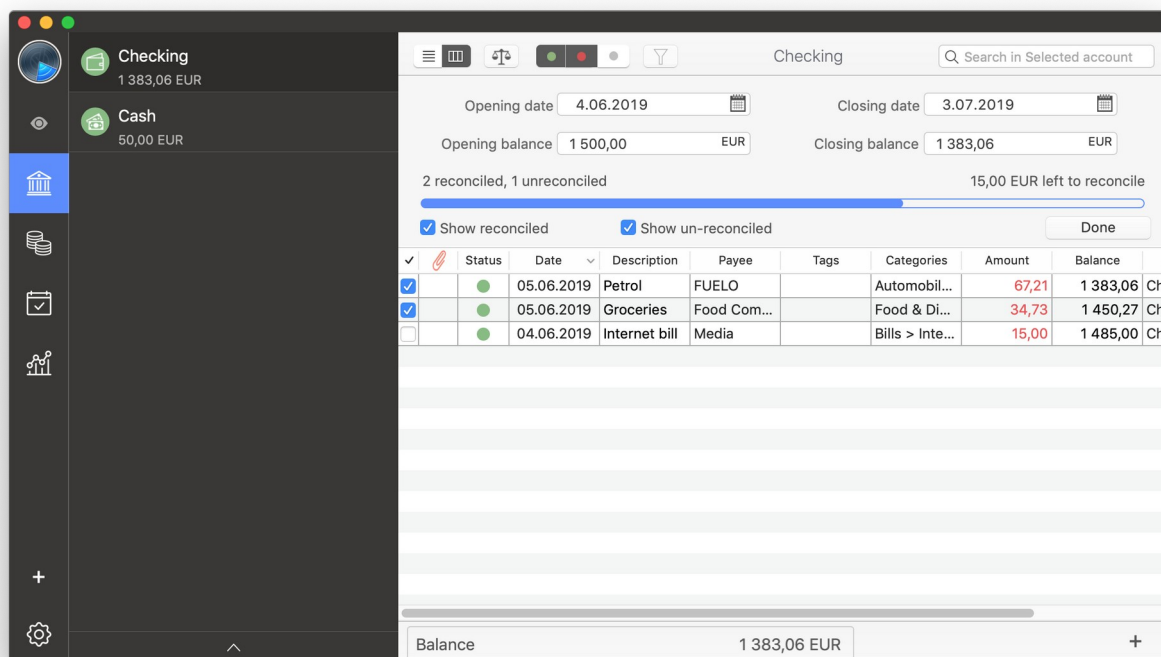 Checking
1 383,06 EUR
Cash
50,00 EUR
Checking
Search in Selected account
Opening date 4.06.2019 Closing date 3.07.2019
Opening balance 1 500,00 EUR Closing balance 1 383,06 EUR
2 reconciled, 1 unreconciled 15,00 EUR left to reconcile
Show reconciled Show un-reconciled Done
Status Date Description Payee Tags Categories Amount Balance
05.06.2019 Petrol FUELO Automobil... 67,21 1 383,06 Ch
05.06.2019 Groceries Food Com... Food & Di... 34,73 1 450,27 Ch
04.06.2019 Internet bill Media Bills > Inte... 15,00 1 485,00 Ch
Balance 1 383,06 EUR